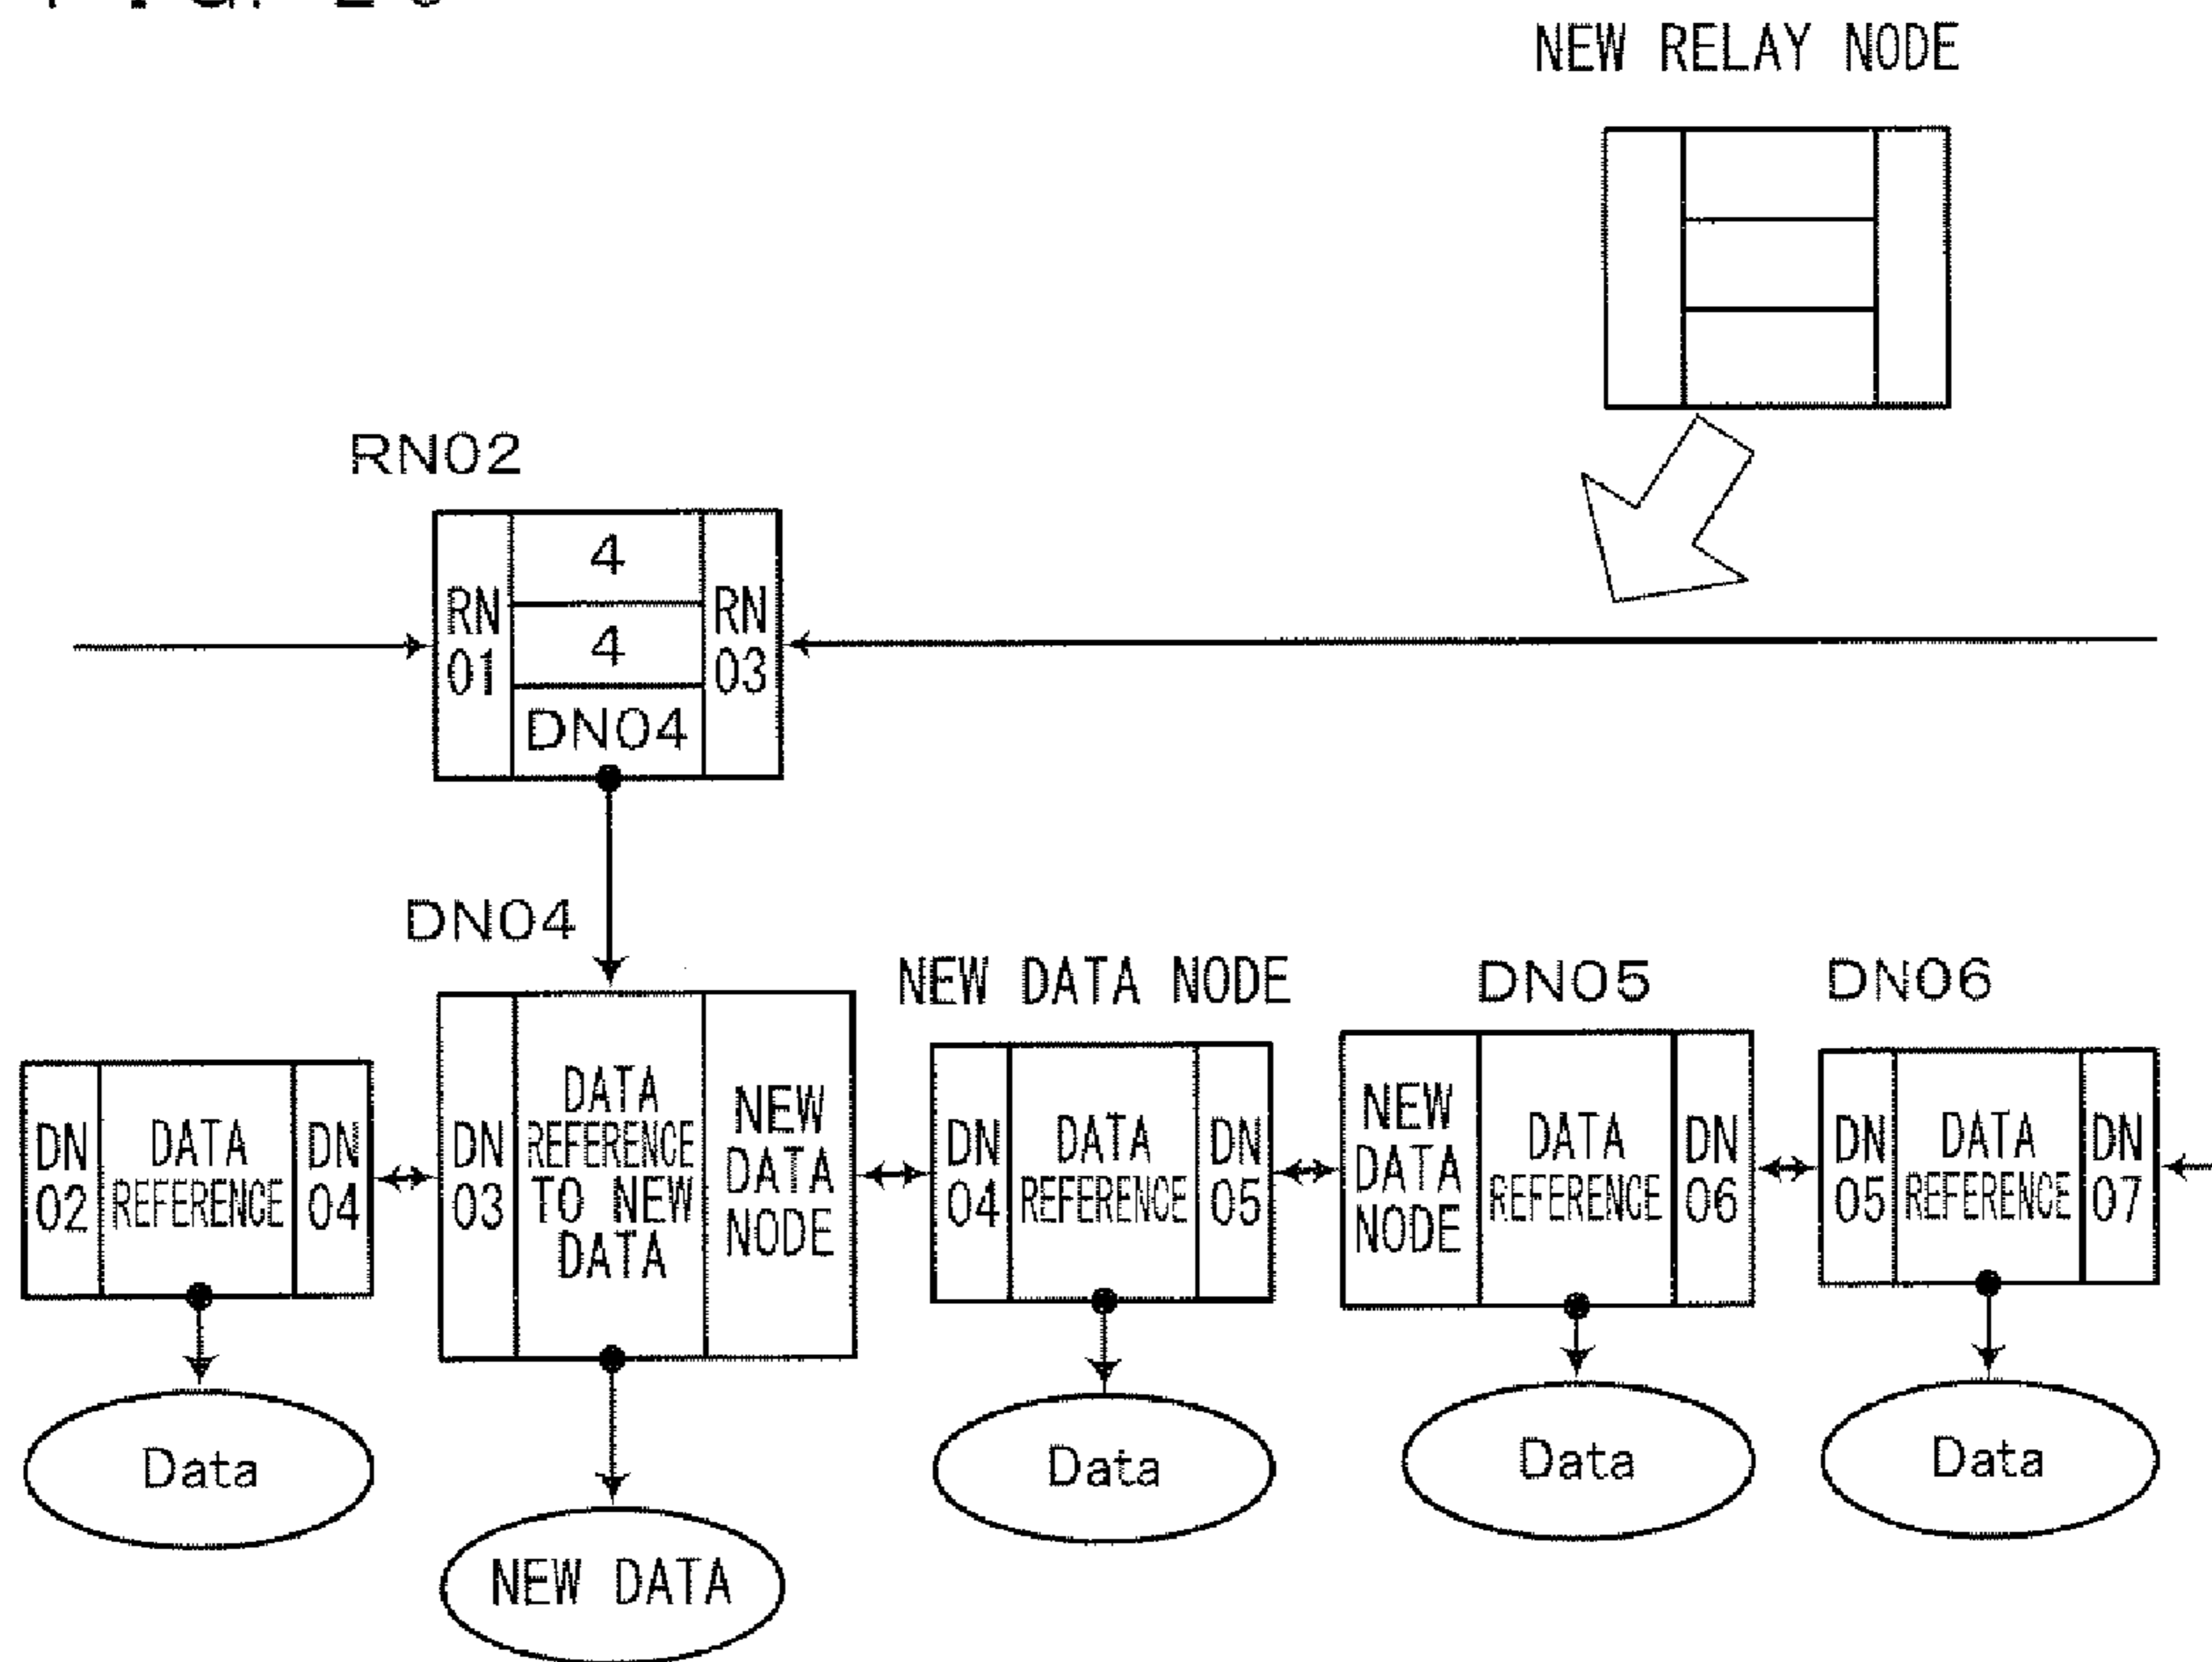 NEW RELAY NODE
RN02
4
RN
01
4
RN
03
DN04
DN04
NEW DATA NODE
DN05
DN06
DN
02
DATA
REFERENCE
DN
04
DN
03
DATA
REFERENCE
TO NEW
DATA
NEW
DATA
NODE
DN
04
DATA
REFERENCE
DN
05
NEW
DATA
NODE
DATA
REFERENCE
DN
06
DN
05
DATA
REFERENCE
DN
07
Data
NEW DATA
Data
Data
Data